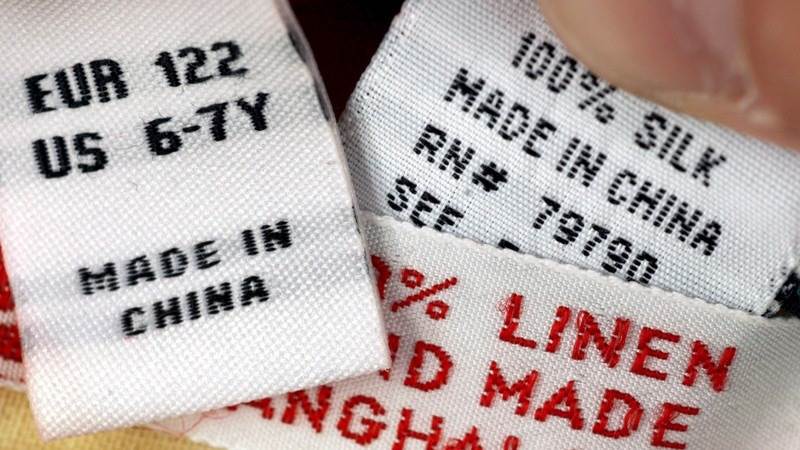 EUR 122
US 6-7Y
MADE IN
CHINA
100% SILK
MADE IN CHINA
RN# 79790
SEE
% LINEN
MADE